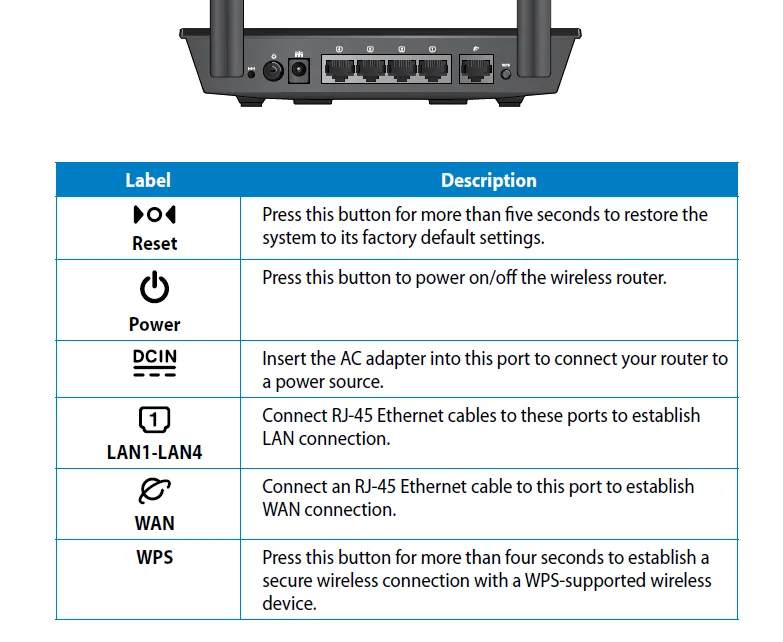 Label Description
Press this button for more than five seconds to restore the
system to its factory default settings.
Reset
Press this button to power on/off the wireless router.
Power
DCIN
Insert the AC adapter into this port to connect your router to
a power source.
1
LAN1-LAN4
Connect RJ-45 Ethernet cables to these ports to establish
LAN connection.
WAN
Connect an RJ-45 Ethernet cable to this port to establish
WAN connection.
WPS
Press this button for more than four seconds to establish a
secure wireless connection with a WPS-supported wireless
device.